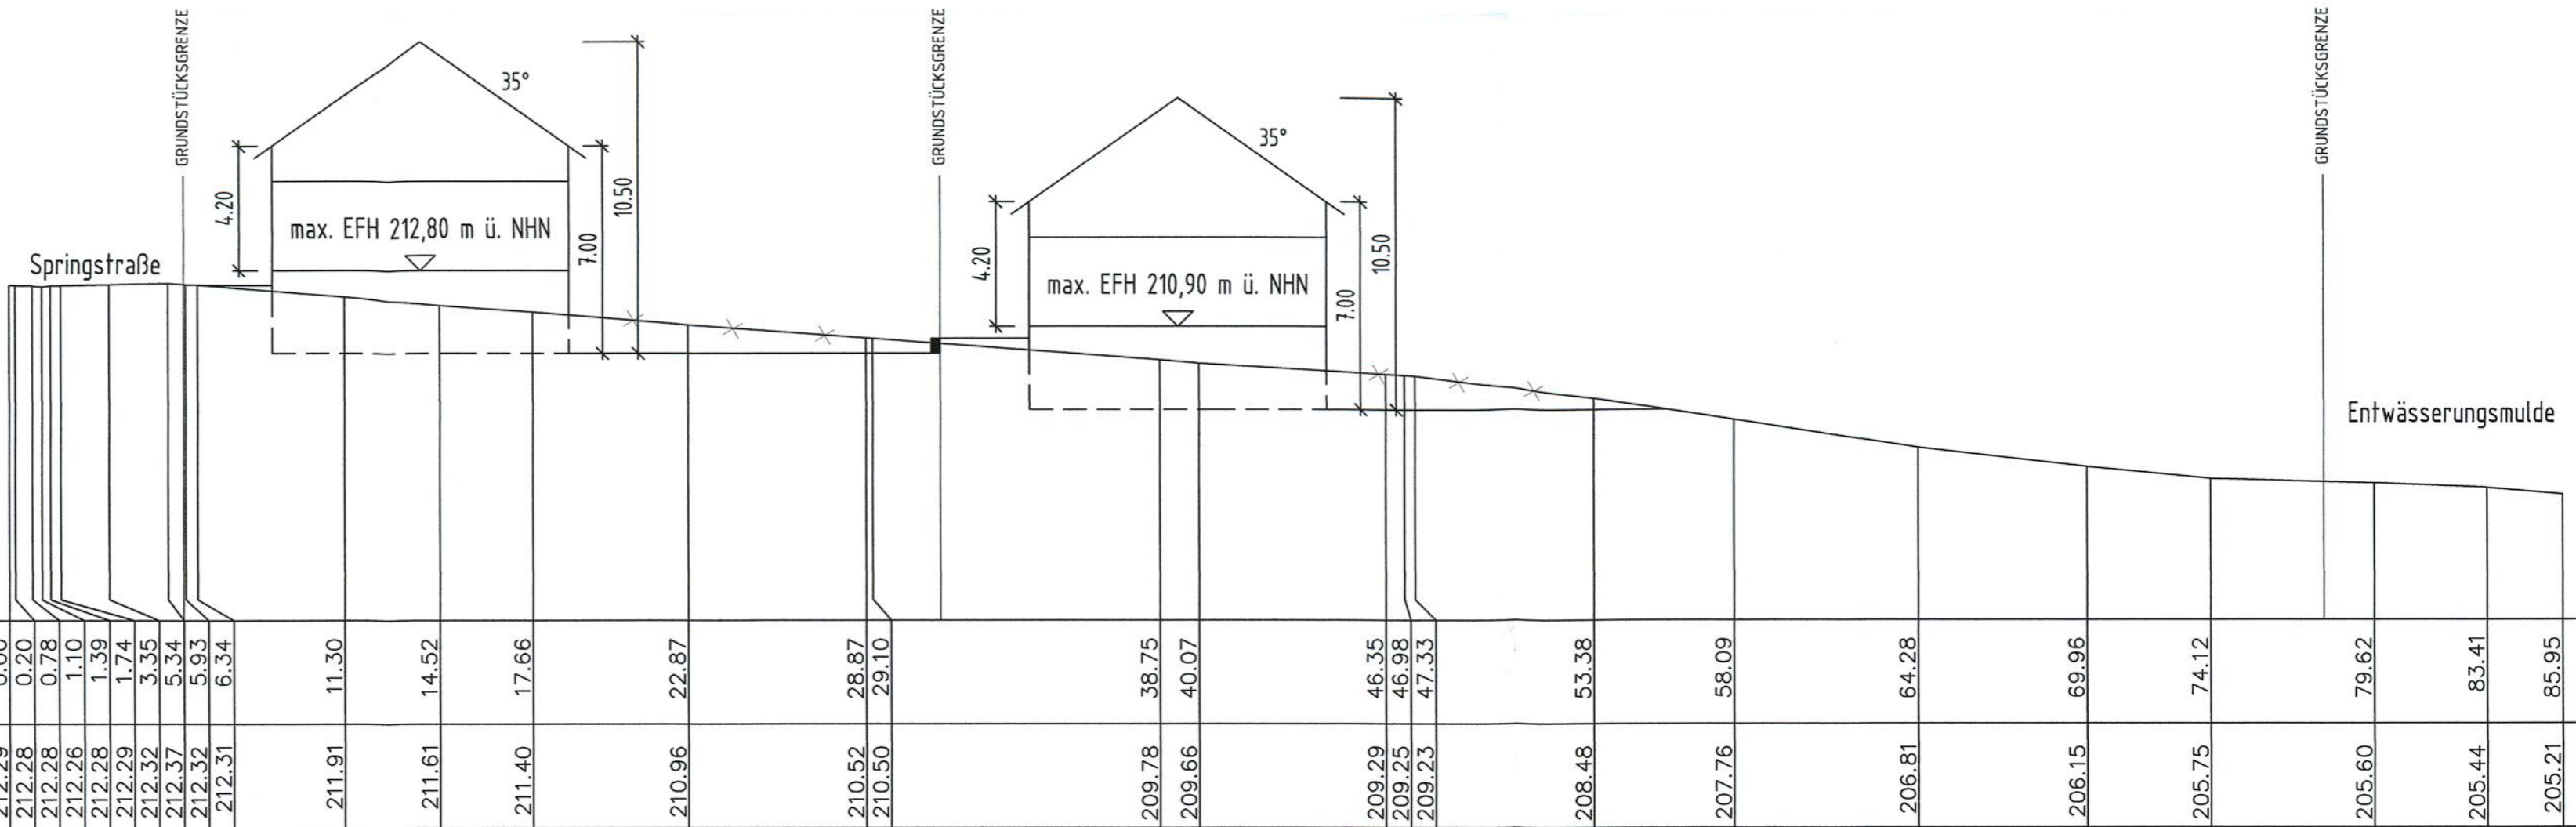 GRUNDSTÜCKSGRENZE
GRUNDSTÜCKSGRENZE
GRUNDSTÜCKSGRENZE
35°
35°
4.20
10.50
7.00
max. EFH 212,80 m ü. NHN
4.20
10.50
7.00
max. EFH 210,90 m ü. NHN
Springstraße
Entwässerungsmulde
0.20 0.78 1.10 1.39 1.74 3.35 5.34 5.93 6.34 11.30 14.52 17.66 22.87 28.87 29.10 38.75 40.07 46.35 46.98 47.33 53.38 58.09 64.28 69.96 74.12 79.62 83.41 85.95
212.28 212.28 212.26 212.28 212.29 212.32 212.37 212.32 212.31 211.91 211.61 211.40 210.96 210.52 210.50 209.78 209.66 209.29 209.25 209.23 208.48 207.76 206.81 206.15 205.75 205.60 205.44 205.21